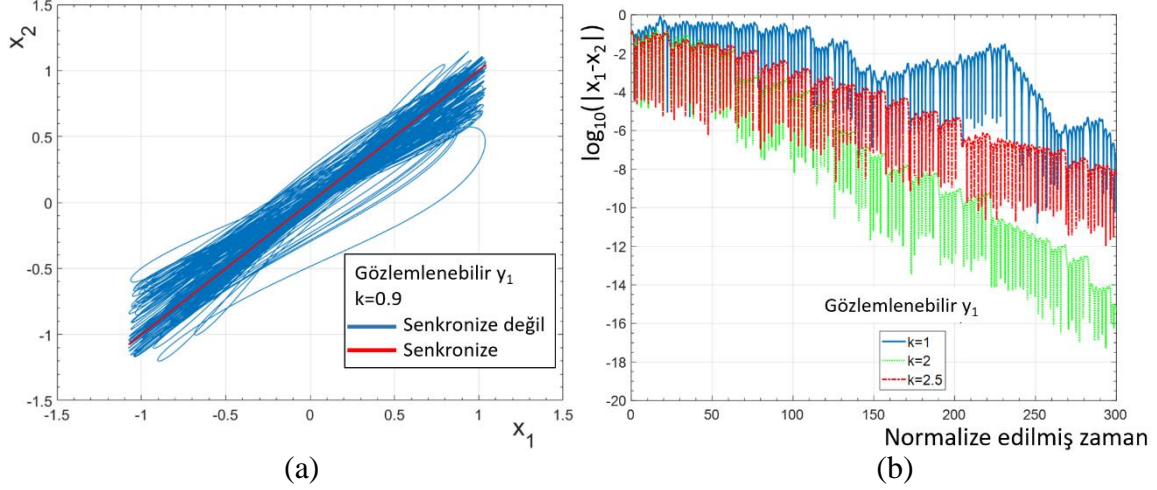 x2
1.5
1
0.5
0
-0.5
-1
-1.5
-1.5 -1 -0.5 0 0.5 1 1.5
x1
Gözlemlenebilir y1
k=0.9
Senkronize değil
Senkronize
(a)
log10(|x1-x2|)
0
-2
-4
-6
-8
-10
-12
-14
-16
-18
-20
0 50 100 150 200 250 300
Normalize edilmiş zaman
Gözlemlenebilir y1
k=1
k=2
k=2.5
(b)